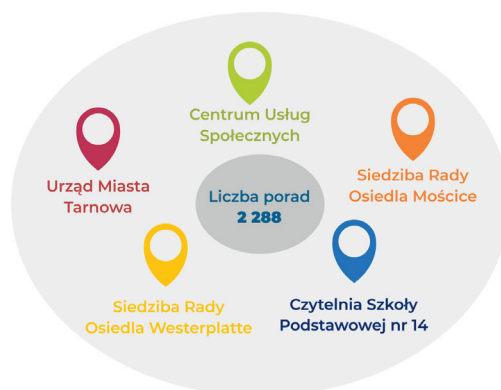 Centrum Usług
Społecznych
Urząd Miasta
Tarnowa
Siedziba Rady
Osiedla Mościce
Liczba porad
2 288
Siedziba Rady
Osiedla Westerplatte
Czytelnia Szkoły
Podstawowej nr 14